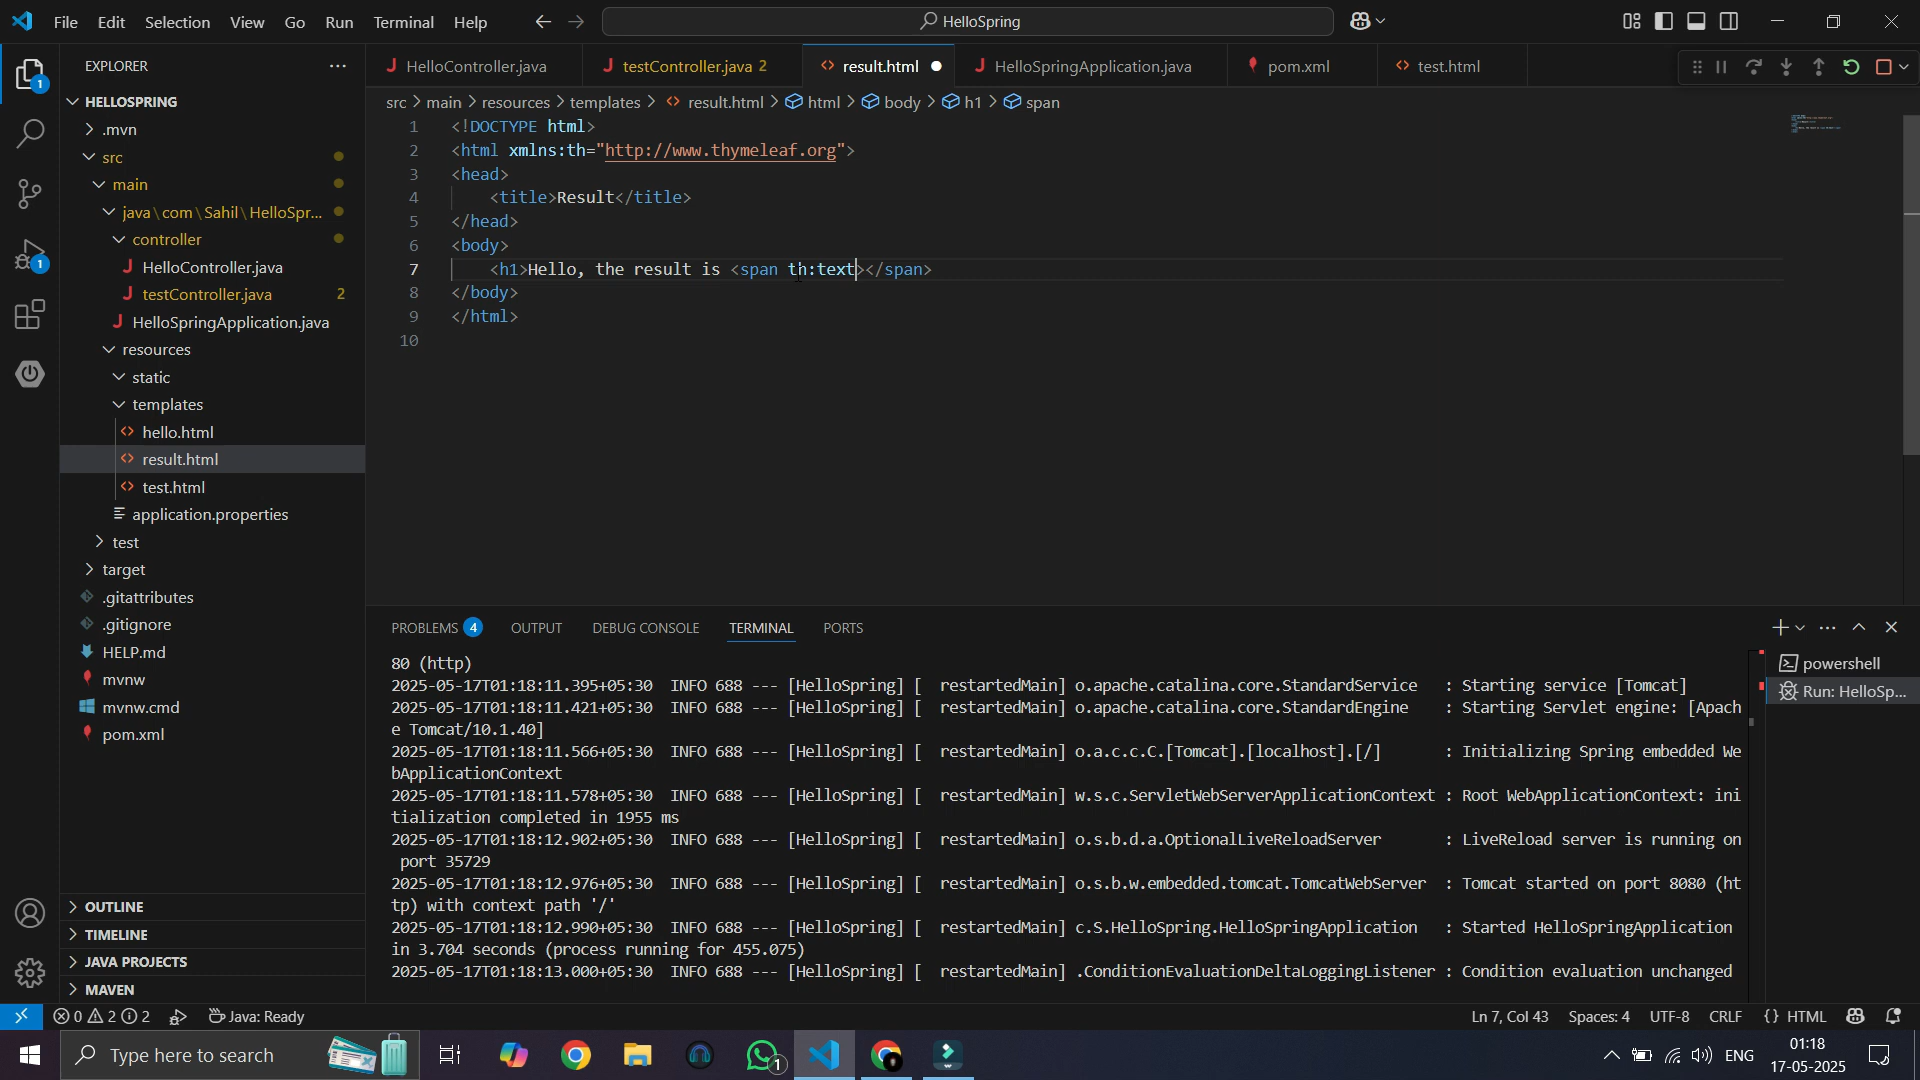 File Edit Selection View Go Run Terminal Help
HelloSpring
EXPLORER
HelloController.java
testController.java 2
result.html
HelloSpringApplication.java
pom.xml
test.html
src > main > resources > templates > result.html > html > body > h1 > span
HELLOSPRING
.mvn
src
main
java\com\Sahil\HelloSpr...
controller
HelloController.java
testController.java 2
HelloSpringApplication.java
resources
static
templates
hello.html
result.html
test.html
application.properties
test
target
.gitattributes
.gitignore
HELP.md
mvnw
mvnw.cmd
pom.xml
OUTLINE
TIMELINE
JAVA PROJECTS
MAVEN
1 <!DOCTYPE html>
2 <html xmlns:th="http://www.thymeleaf.org">
3 <head>
4 <title>Result</title>
5 </head>
6 <body>
7 <h1>Hello, the result is <span th:text></span>
8 </body>
9 </html>
10
PROBLEMS 4 OUTPUT DEBUG CONSOLE TERMINAL PORTS
powershell
Run: HelloSp...
80 (http)
2025-05-17T01:18:11.395+05:30 INFO 688 --- [HelloSpring] [ restartedMain] o.apache.catalina.core.StandardService : Starting service [Tomcat]
2025-05-17T01:18:11.421+05:30 INFO 688 --- [HelloSpring] [ restartedMain] o.apache.catalina.core.StandardEngine : Starting Servlet engine: [Apach
e Tomcat/10.1.40]
2025-05-17T01:18:11.566+05:30 INFO 688 --- [HelloSpring] [ restartedMain] o.a.c.c.C.[Tomcat].[localhost].[/] : Initializing Spring embedded We
bApplicationContext
2025-05-17T01:18:11.578+05:30 INFO 688 --- [HelloSpring] [ restartedMain] w.s.c.ServletWebServerApplicationContext : Root WebApplicationContext: ini
tialization completed in 1955 ms
2025-05-17T01:18:12.902+05:30 INFO 688 --- [HelloSpring] [ restartedMain] o.s.b.d.a.OptionalLiveReloadServer : LiveReload server is running on
port 35729
2025-05-17T01:18:12.976+05:30 INFO 688 --- [HelloSpring] [ restartedMain] o.s.b.w.embedded.tomcat.TomcatWebServer : Tomcat started on port 8080 (ht
tp) with context path '/'
2025-05-17T01:18:12.990+05:30 INFO 688 --- [HelloSpring] [ restartedMain] c.S.HelloSpring.HelloSpringApplication : Started HelloSpringApplication
in 3.704 seconds (process running for 455.075)
2025-05-17T01:18:13.000+05:30 INFO 688 --- [HelloSpring] [ restartedMain] .ConditionEvaluationDeltaLoggingListener : Condition evaluation unchanged
0 2 2 Java: Ready
Ln 7, Col 43 Spaces: 4 UTF-8 CRLF {} HTML
Type here to search
1
ENG
01:18
17-05-2025